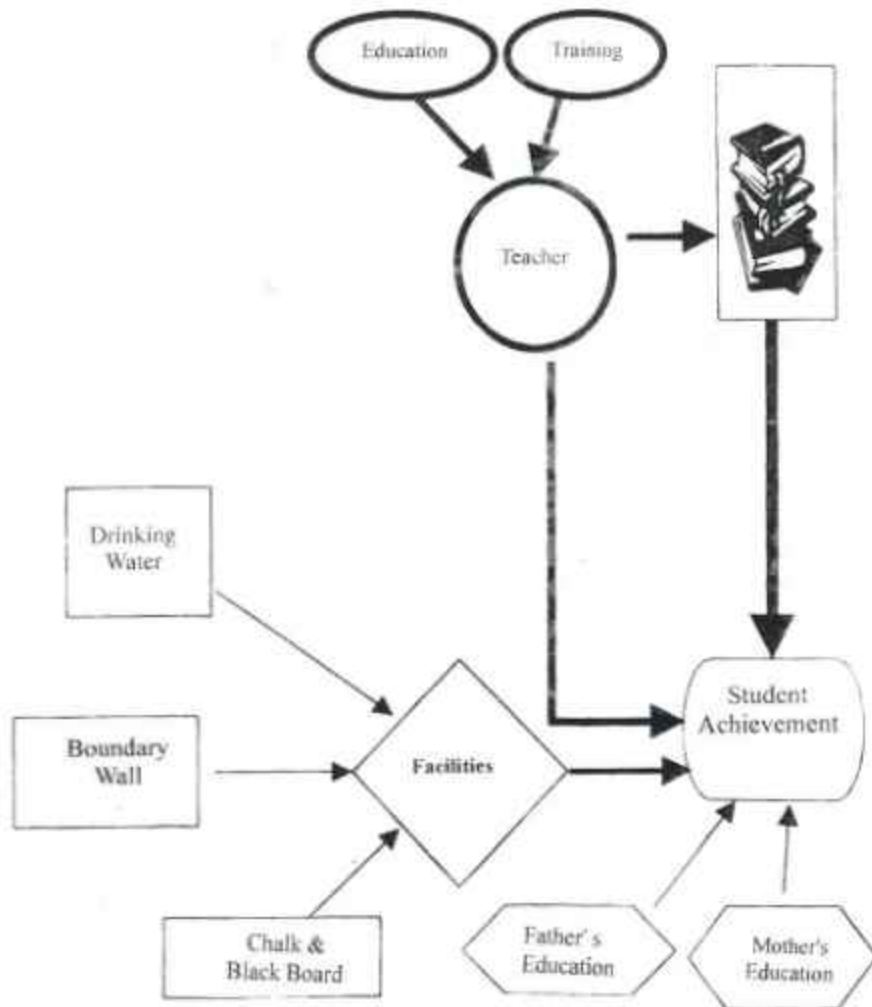 Education
Training
Teacher
Drinking
Water
Student
Achievement
Boundary
Wall
Facilities
Chalk &
Black Board
Father's
Education
Mother's
Education